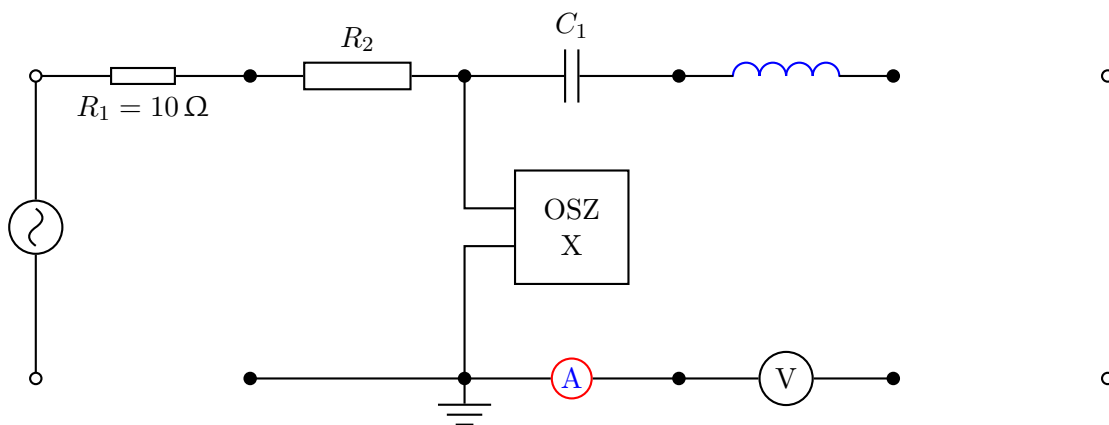 C₁
R₂
R₁ = 10 Ω
OSZ
X
A
V